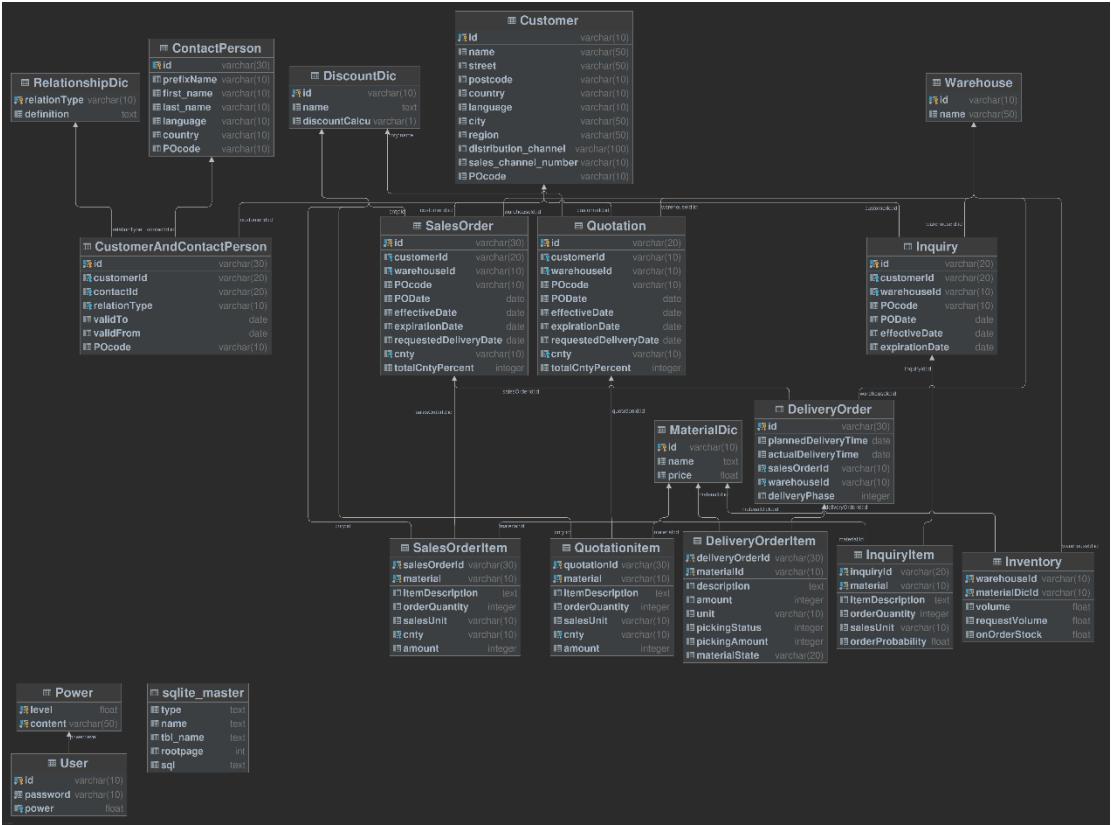 Customer
id varchar(10)
name varchar(50)
street varchar(50)
postcode varchar(10)
country varchar(10)
language varchar(10)
city varchar(50)
region varchar(50)
distribution_channel varchar(100)
sales_channel_number varchar(10)
POcode varchar(10)
ContactPerson
id varchar(30)
prefixName varchar(10)
first_name varchar(10)
last_name varchar(10)
language varchar(10)
country varchar(10)
POcode varchar(10)
RelationshipDic
relationType varchar(10)
definition text
DiscountDic
id varchar(10)
name text
discountCalcu varchar(1)
Warehouse
id varchar(10)
name varchar(50)
CustomerAndContactPerson
id varchar(30)
customerId varchar(20)
contactId varchar(20)
relationType varchar(10)
validTo date
validFrom date
POcode varchar(10)
SalesOrder
id varchar(30)
customerId varchar(20)
warehouseId varchar(10)
POcode varchar(10)
PODate date
effectiveDate date
expirationDate date
requestedDeliveryDate date
cnty varchar(10)
totalCntyPercent integer
Quotation
id varchar(20)
customerId varchar(10)
warehouseId varchar(10)
POcode varchar(10)
PODate date
effectiveDate date
expirationDate date
requestedDeliveryDate date
cnty varchar(10)
totalCntyPercent integer
Inquiry
id varchar(20)
customerId varchar(20)
warehouseId varchar(10)
POcode varchar(10)
PODate date
effectiveDate date
expirationDate date
DeliveryOrder
id varchar(30)
plannedDeliveryTime date
actualDeliveryTime date
salesOrderId varchar(10)
warehouseId varchar(10)
deliveryPhase integer
MaterialDic
id varchar(10)
name text
price float
SalesOrderItem
salesOrderId varchar(30)
material varchar(10)
ItemDescription text
orderQuantity integer
salesUnit varchar(10)
cnty varchar(10)
amount integer
Quotationitem
quotationId varchar(30)
material varchar(10)
ItemDescription text
orderQuantity integer
salesUnit varchar(10)
cnty varchar(10)
amount integer
DeliveryOrderItem
deliveryOrderId varchar(30)
materialId varchar(10)
description text
amount integer
unit varchar(10)
pickingStatus integer
pickingAmount integer
materialState varchar(20)
InquiryItem
inquiryId varchar(20)
material varchar(10)
ItemDescription text
orderQuantity integer
salesUnit varchar(10)
orderProbability float
Inventory
warehouseId varchar(10)
materialDicId varchar(10)
volume float
requestVolume float
onOrderStock float
Power
level float
content varchar(50)
User
id varchar(10)
password varchar(10)
power float
sqlite_master
type text
name text
tbl_name text
rootpage int
sql text